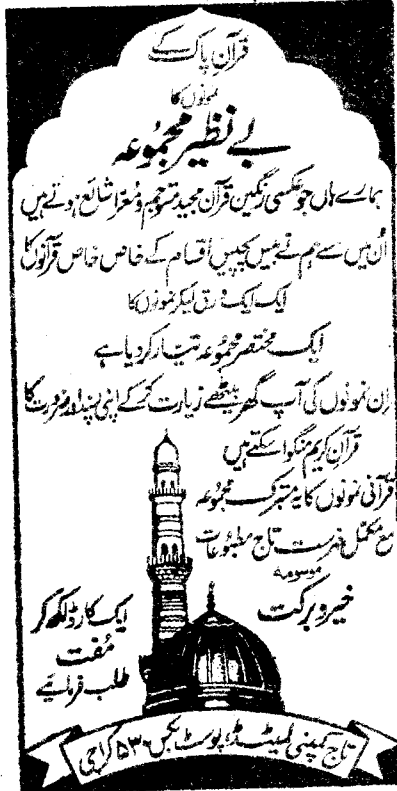 قرآنِ پاک کے
نمونوں کا
بے نظیر مجموعہ
ہمارے ہاں جو عکسی رنگین قرآن مجید مترجم و معرّا شائع ہوتے ہیں
اُن میں سے ہم نے بیس پچیس اقسام کے خاص خاص قرآنوں کا
ایک ایک ورق لیکر نمونوں کا
ایک مختصر مجموعہ تیار کر دیا ہے
اِن نمونوں کی آپ گھر بیٹھے زیارت کر کے اپنی پسند اور ضرورت کا
قرآن کریم منگوا سکتے ہیں
قرآنی نمونوں کا یہ متبرک مجموعہ
مع مکمل فہرست تاج مطبوعات
موسومہ
خیر و برکت
ایک کارڈ لکھ کر
مُفت
طلب فرمائیے
تاج کمپنی لمیٹڈ، پوسٹ بکس ۵۳۰ کراچی